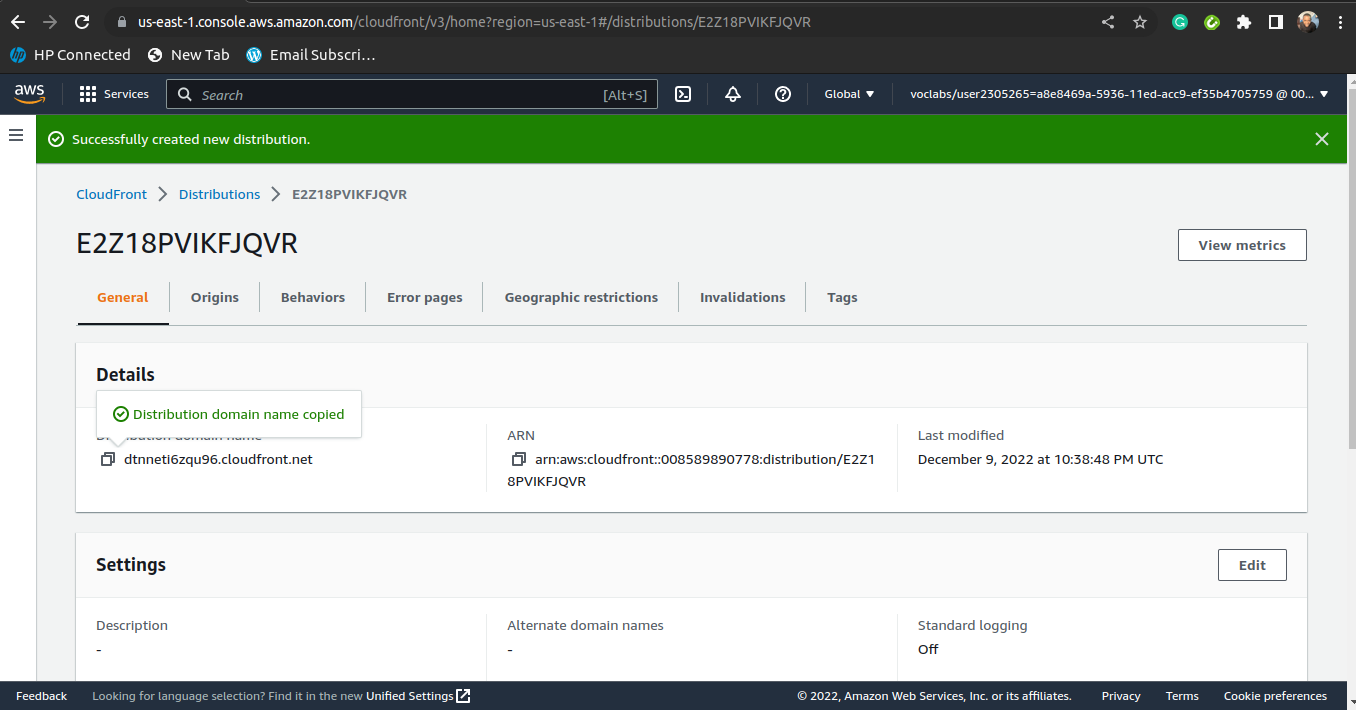 us-east-1.console.aws.amazon.com/cloudfront/v3/home?region=us-east-1#/distributions/E2Z18PVIKFJQVR
HP Connected New Tab Email Subscri...
aws Services Search [Alt+S] Global voclabs/user2305265=a8e8469a-5936-11ed-acc9-ef35b4705759 @ 00...
Successfully created new distribution.
CloudFront Distributions E2Z18PVIKFJQVR
E2Z18PVIKFJQVR
View metrics
General Origins Behaviors Error pages Geographic restrictions Invalidations Tags
Details
Distribution domain name copied
Distribution domain name ARN Last modified
dtnneti6zqu96.cloudfront.net arn:aws:cloudfront::008589890778:distribution/E2Z1 December 9, 2022 at 10:38:48 PM UTC
8PVIKFJQVR
Settings Edit
Description Alternate domain names Standard logging
- - Off
Feedback Looking for language selection? Find it in the new Unified Settings © 2022, Amazon Web Services, Inc. or its affiliates. Privacy Terms Cookie preferences